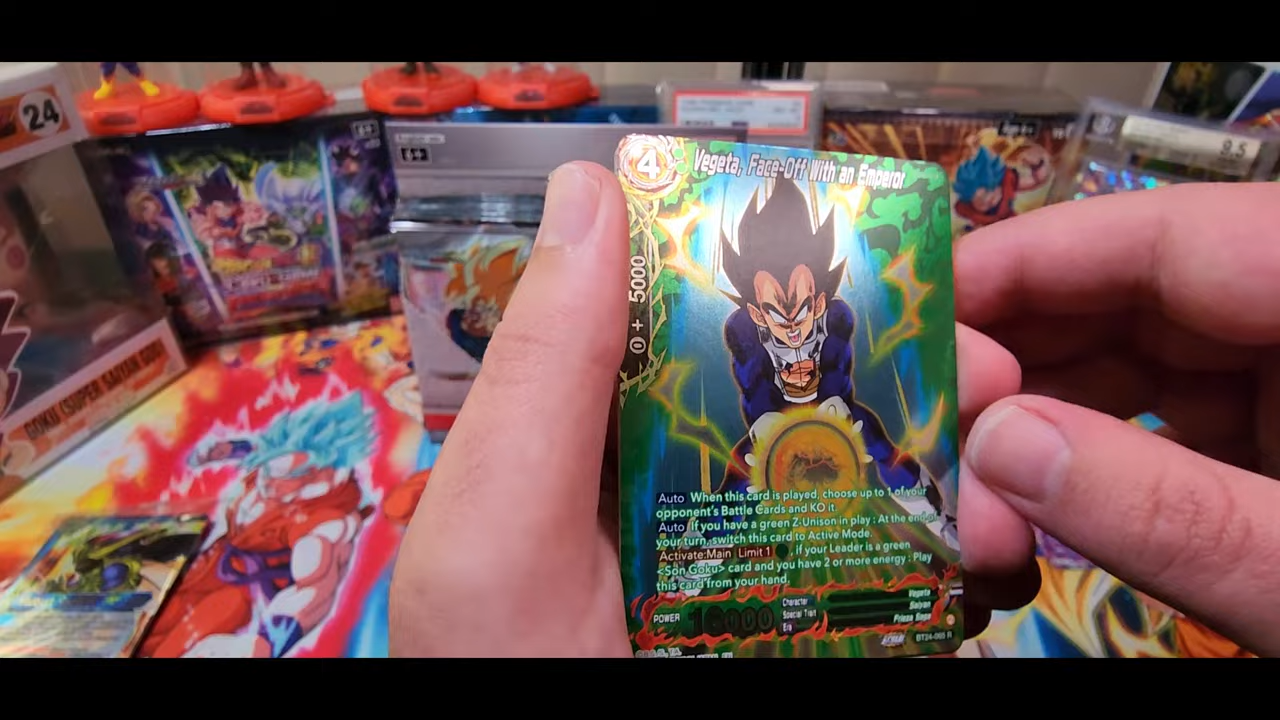 24
GOKU (SUPER SAIYAN GOD)
9.5
4
Vegeta, Face-Off With an Emperor
0 + 5000
Auto When this card is played, choose up to 1 of your
opponent's Battle Cards and KO it.
Auto If you have a green Z-Unison in play : At the end of
your turn, switch this card to Active Mode.
Activate:Main Limit 1 , if your Leader is a green
<Son Goku> card and you have 2 or more energy : Play
this card from your hand.
POWER
Character Vegeta
Special Trait Saiyan
Era Frieza Saga
BT24-065 R